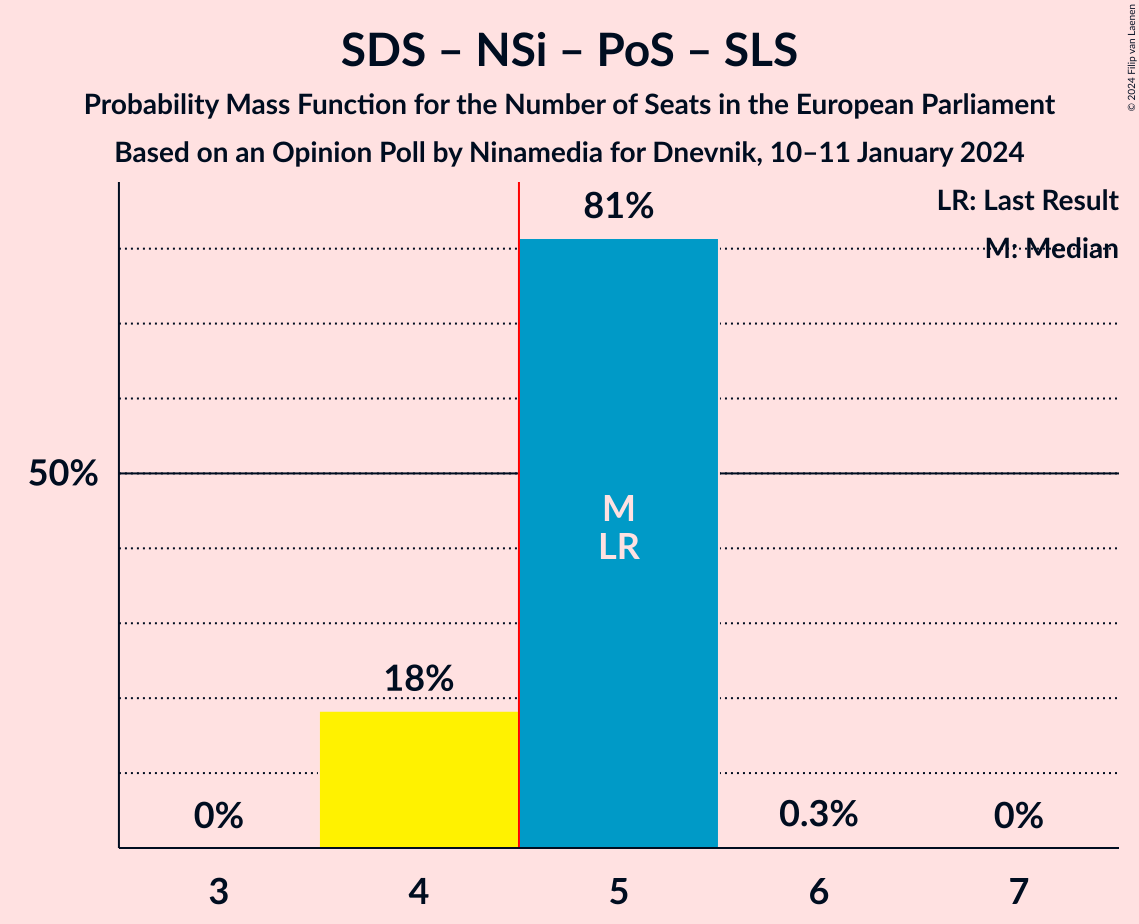 SDS – NSi – PoS – SLS
Probability Mass Function for the Number of Seats in the European Parliament
Based on an Opinion Poll by Ninamedia for Dnevnik, 10–11 January 2024
© 2024 Filip van Laenen
LR: Last Result
M: Median
81%
50%
M
LR
18%
0%
0.3%
0%
3 4 5 6 7